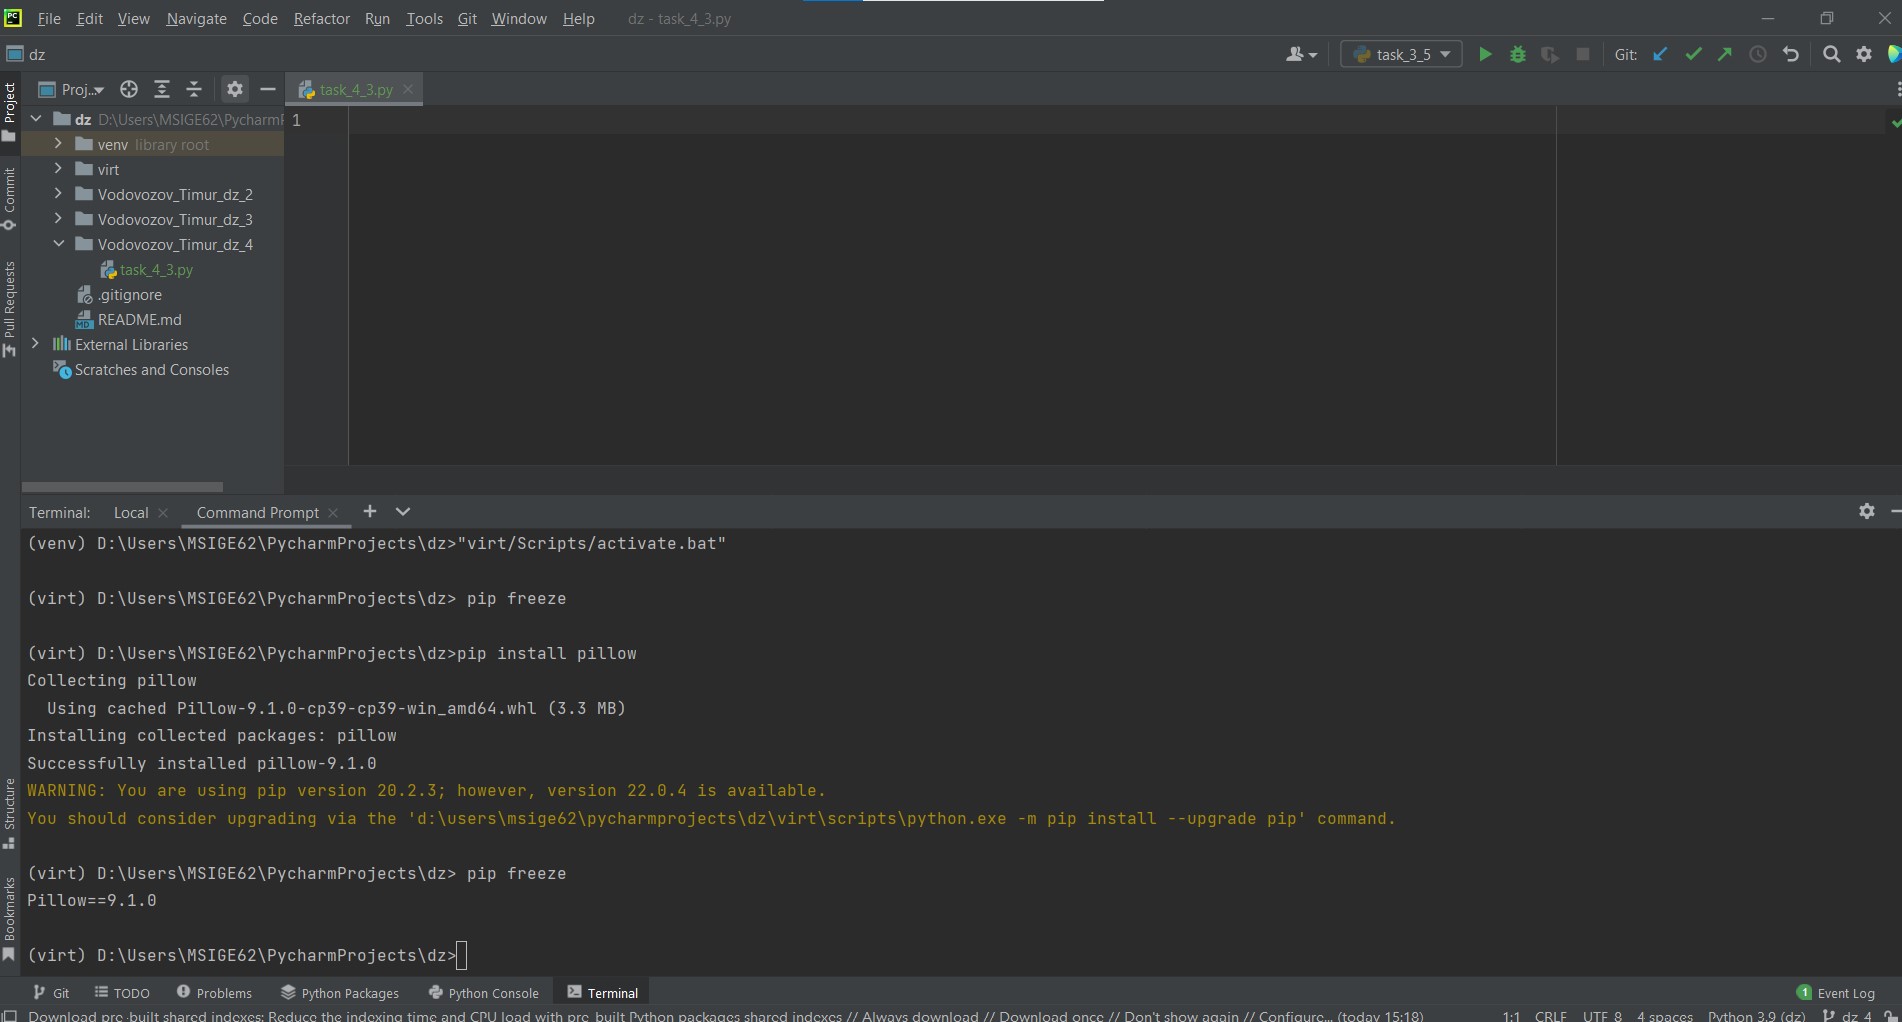 File Edit View Navigate Code Refactor Run Tools Git Window Help dz - task_4_3.py
dz task_3_5 Git:
Proj... task_4_3.py
Project
Commit
Pull Requests
Structure
Bookmarks
dz D:\Users\MSIGE62\PycharmP
venv library root
virt
Vodovozov_Timur_dz_2
Vodovozov_Timur_dz_3
Vodovozov_Timur_dz_4
task_4_3.py
.gitignore
README.md
External Libraries
Scratches and Consoles
1
Terminal: Local Command Prompt
(venv) D:\Users\MSIGE62\PycharmProjects\dz>"virt/Scripts/activate.bat"
(virt) D:\Users\MSIGE62\PycharmProjects\dz> pip freeze
(virt) D:\Users\MSIGE62\PycharmProjects\dz>pip install pillow
Collecting pillow
Using cached Pillow-9.1.0-cp39-cp39-win_amd64.whl (3.3 MB)
Installing collected packages: pillow
Successfully installed pillow-9.1.0
WARNING: You are using pip version 20.2.3; however, version 22.0.4 is available.
You should consider upgrading via the 'd:\users\msige62\pycharmprojects\dz\virt\scripts\python.exe -m pip install --upgrade pip' command.
(virt) D:\Users\MSIGE62\PycharmProjects\dz> pip freeze
Pillow==9.1.0
(virt) D:\Users\MSIGE62\PycharmProjects\dz>
Git TODO Problems Python Packages Python Console Terminal 1 Event Log
Download pre-built shared indexes: Reduce the indexing time and CPU load with pre-built Python packages shared indexes // Always download // Download once // Don't show again // Configure... (today 15:18) 1:1 CRLF UTF-8 4 spaces Python 3.9 (dz) dz_4